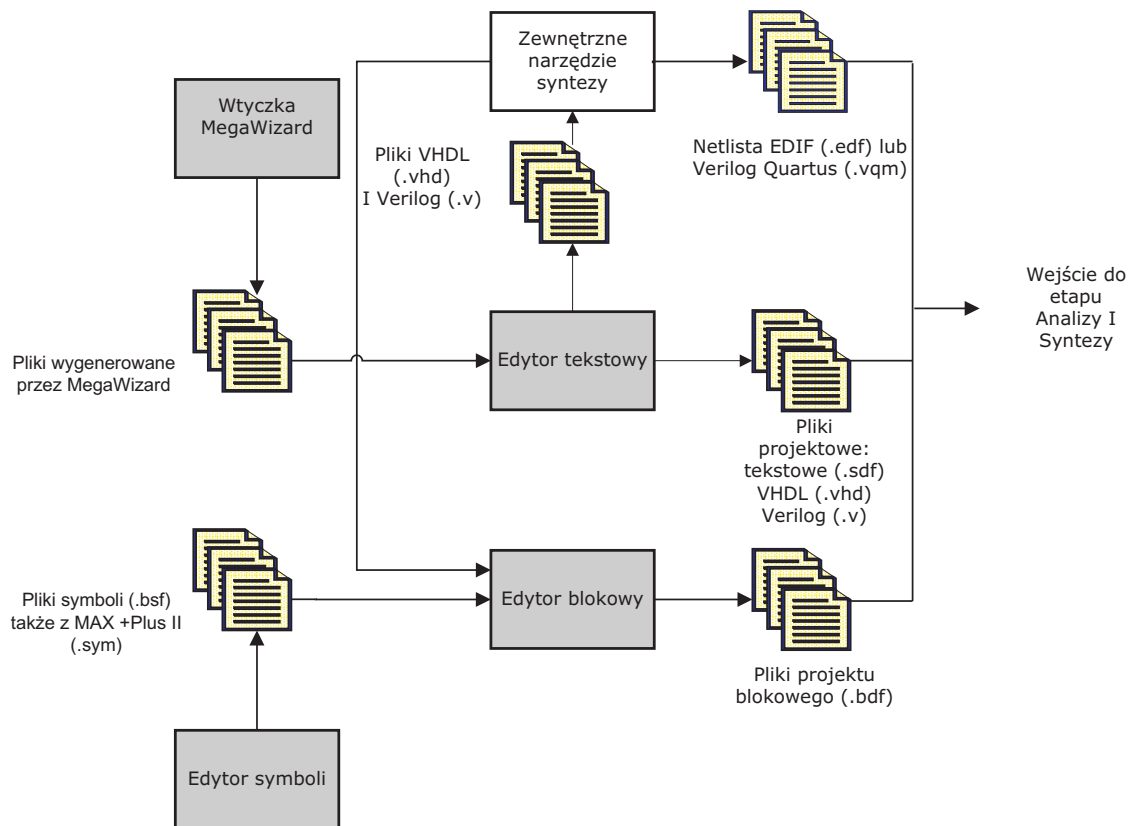 Zewnętrzne
narzędzie
syntezy
Wtyczka
MegaWizard
Pliki VHDL
(.vhd)
I Verilog (.v)
Netlista EDIF (.edf) lub
Verilog Quartus (.vqm)
Wejście do
etapu
Analizy I
Syntezy
Pliki wygenerowane
przez MegaWizard
Edytor tekstowy
Pliki
projektowe:
tekstowe (.sdf)
VHDL (.vhd)
Verilog (.v)
Pliki symboli (.bsf)
także z MAX +Plus II
(.sym)
Edytor blokowy
Pliki projektu
blokowego (.bdf)
Edytor symboli